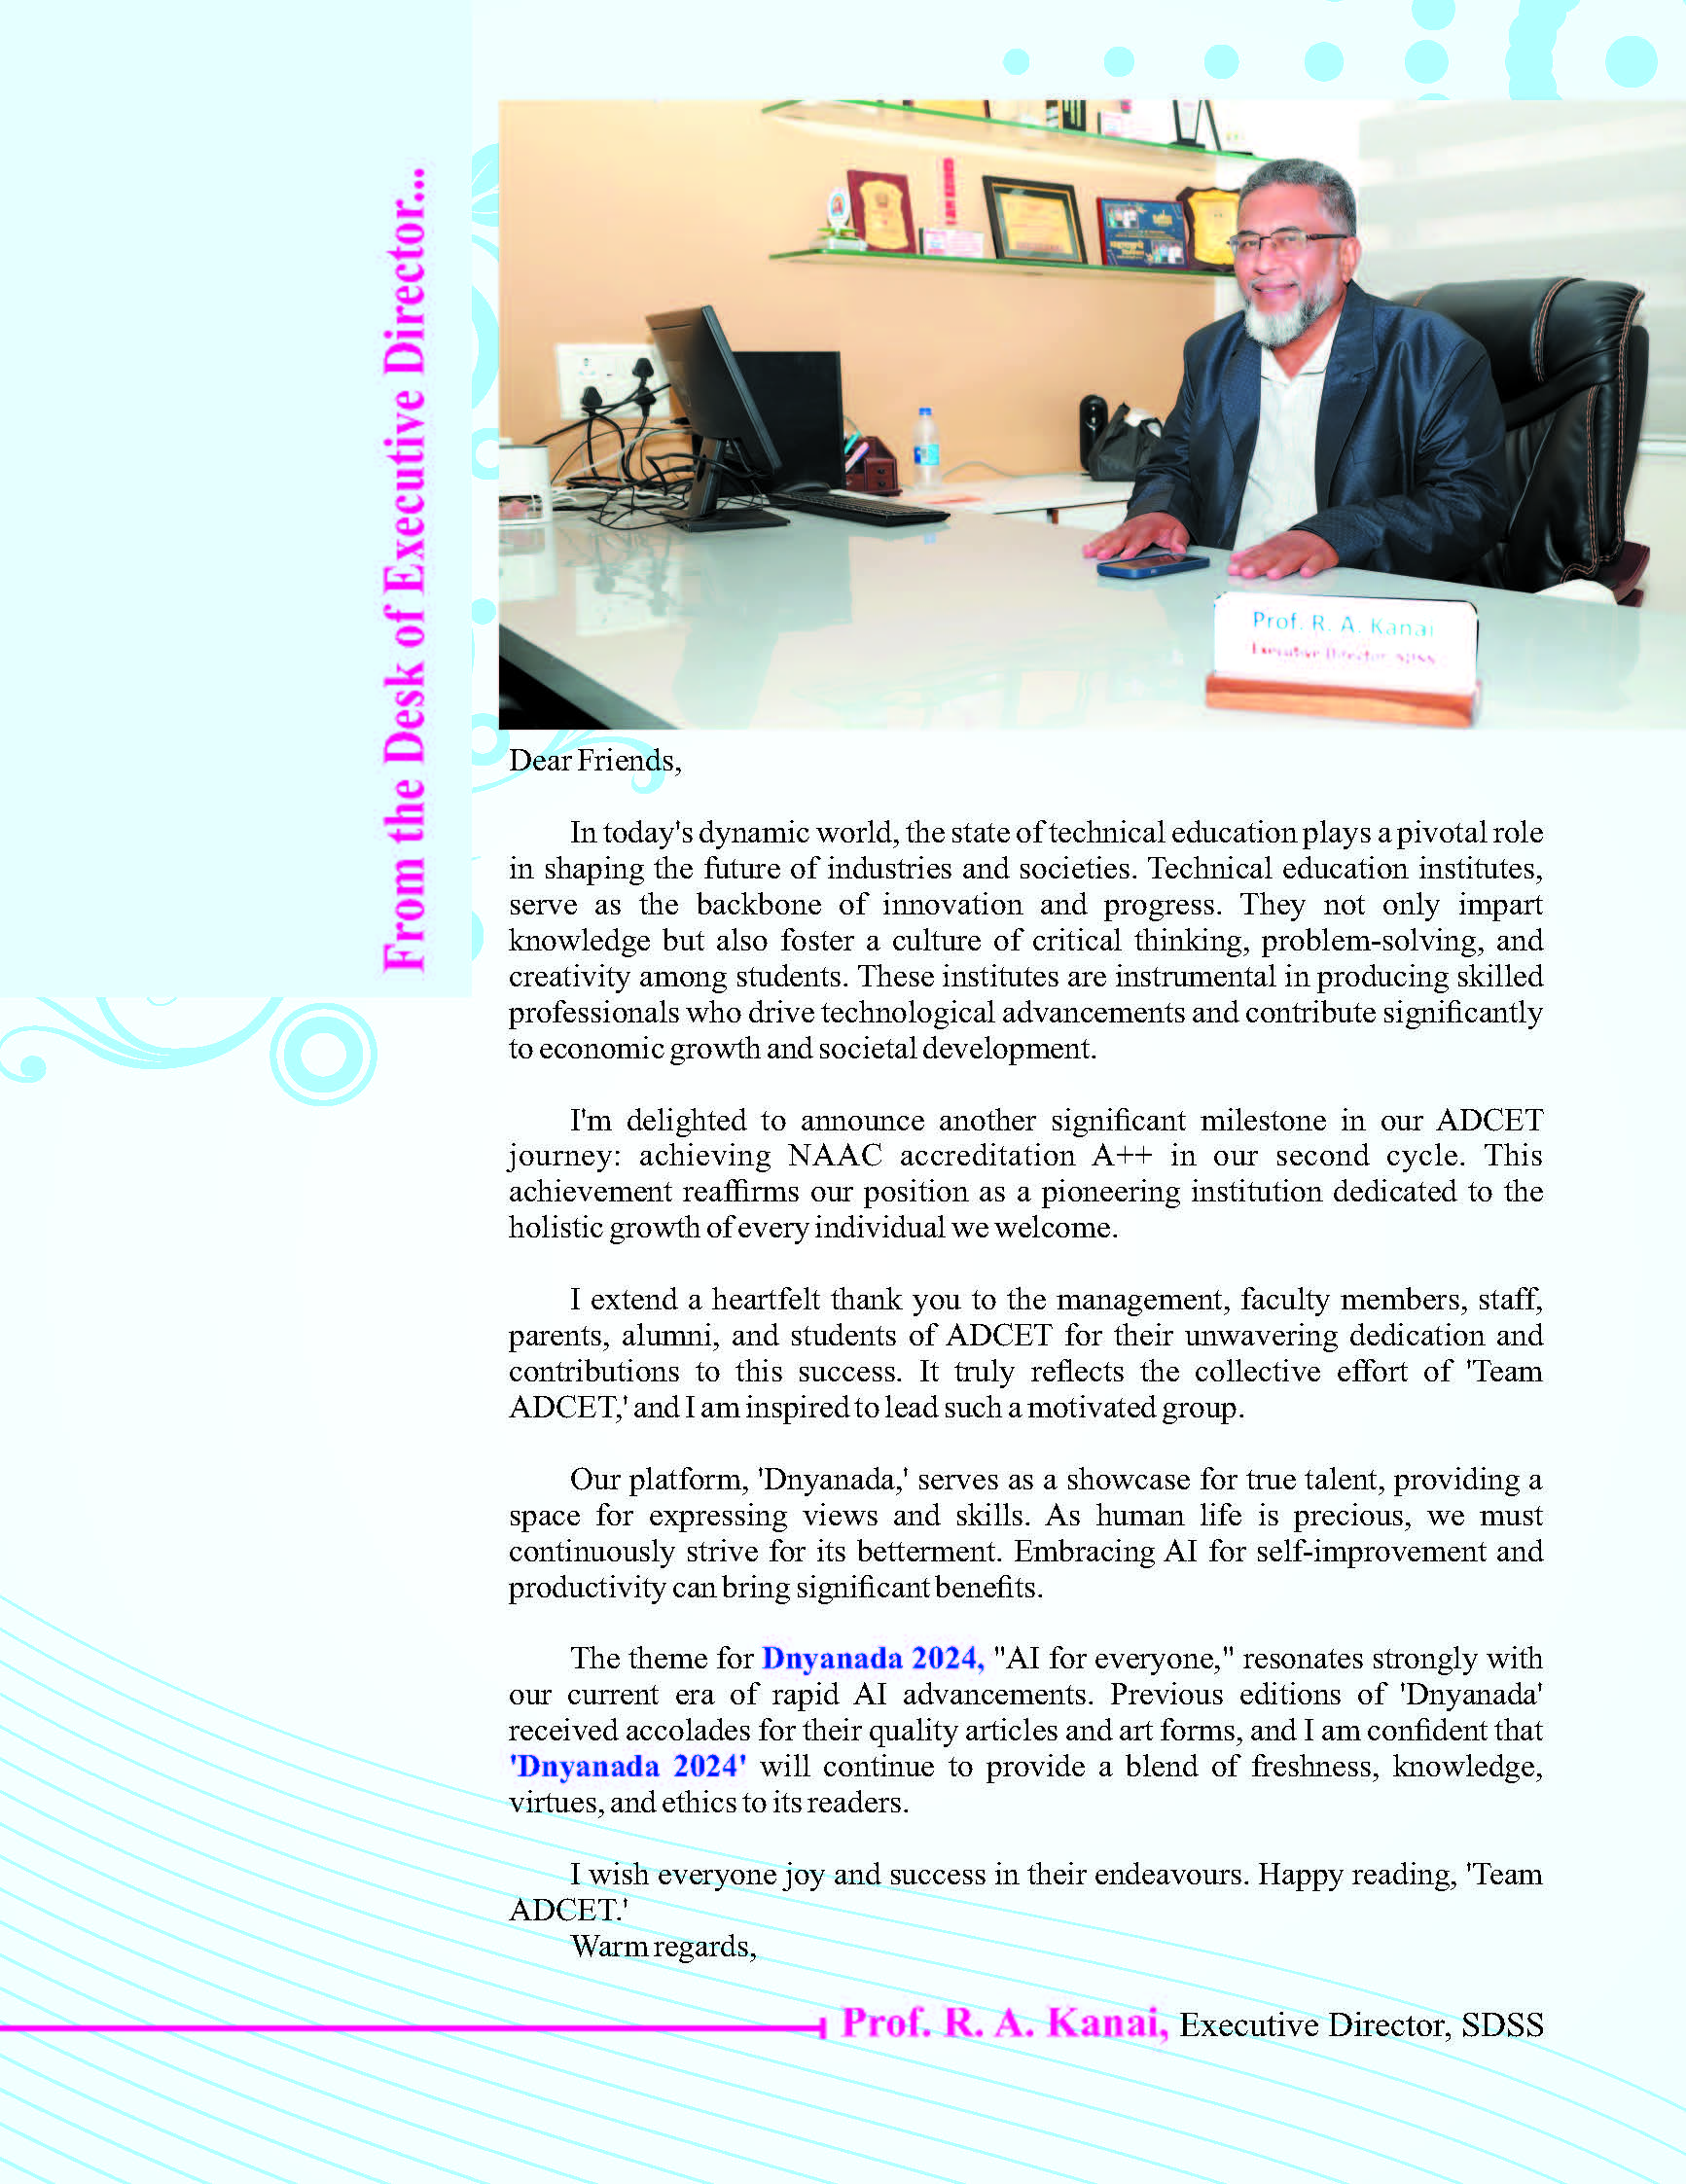 From the Desk of Executive Director...
Prof. R. A. Kanai
Executive Director, SDSS
Dear Friends,
In today's dynamic world, the state of technical education plays a pivotal role
in shaping the future of industries and societies. Technical education institutes,
serve as the backbone of innovation and progress. They not only impart
knowledge but also foster a culture of critical thinking, problem-solving, and
creativity among students. These institutes are instrumental in producing skilled
professionals who drive technological advancements and contribute significantly
to economic growth and societal development.
I'm delighted to announce another significant milestone in our ADCET
journey: achieving NAAC accreditation A++ in our second cycle. This
achievement reaffirms our position as a pioneering institution dedicated to the
holistic growth of every individual we welcome.
I extend a heartfelt thank you to the management, faculty members, staff,
parents, alumni, and students of ADCET for their unwavering dedication and
contributions to this success. It truly reflects the collective effort of 'Team
ADCET,' and I am inspired to lead such a motivated group.
Our platform, 'Dnyanada,' serves as a showcase for true talent, providing a
space for expressing views and skills. As human life is precious, we must
continuously strive for its betterment. Embracing AI for self-improvement and
productivity can bring significant benefits.
The theme for Dnyanada 2024, "AI for everyone," resonates strongly with
our current era of rapid AI advancements. Previous editions of 'Dnyanada'
received accolades for their quality articles and art forms, and I am confident that
'Dnyanada 2024' will continue to provide a blend of freshness, knowledge,
virtues, and ethics to its readers.
I wish everyone joy and success in their endeavours. Happy reading, 'Team
ADCET.'
Warm regards,
Prof. R. A. Kanai, Executive Director, SDSS